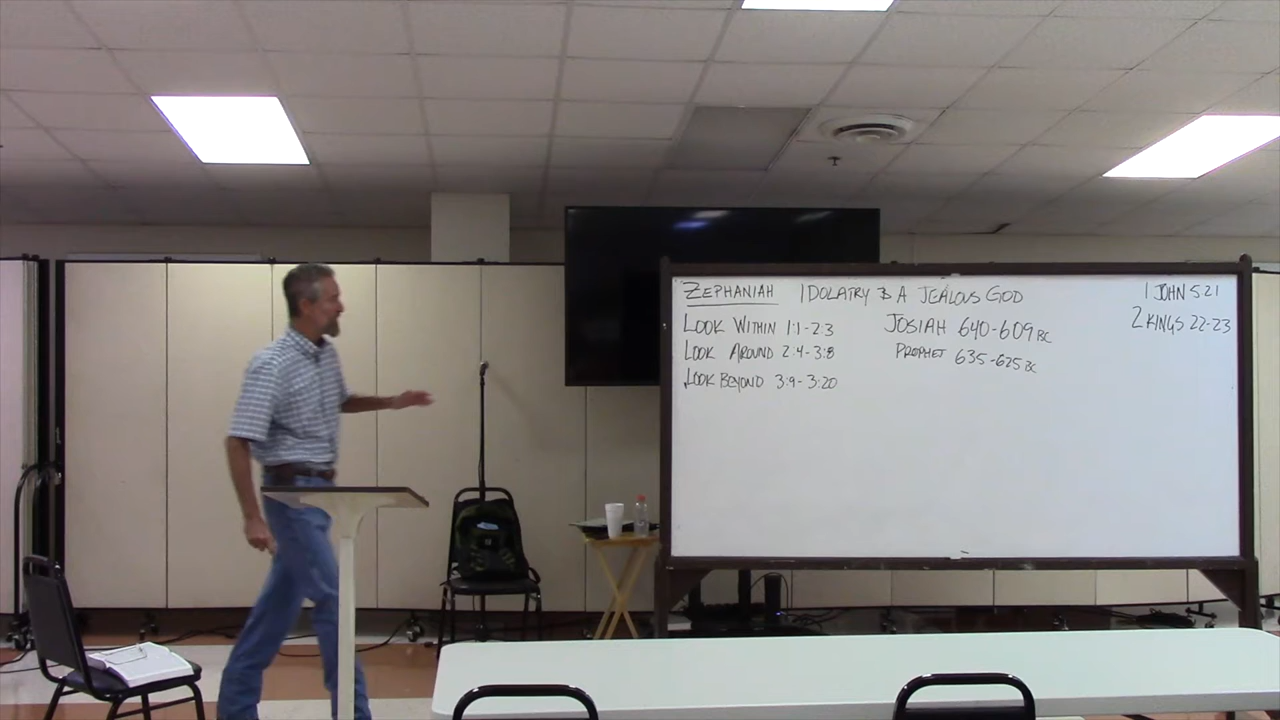 ZEPHANIAH IDOLATRY & A JEALOUS GOD
LOOK WITHIN 1:1-2:3
LOOK AROUND 2:4-3:8
LOOK BEYOND 3:9-3:20
JOSIAH 640-609 BC
PROPHET 635-625 BC
1 JOHN 5:21
2 KINGS 22-23